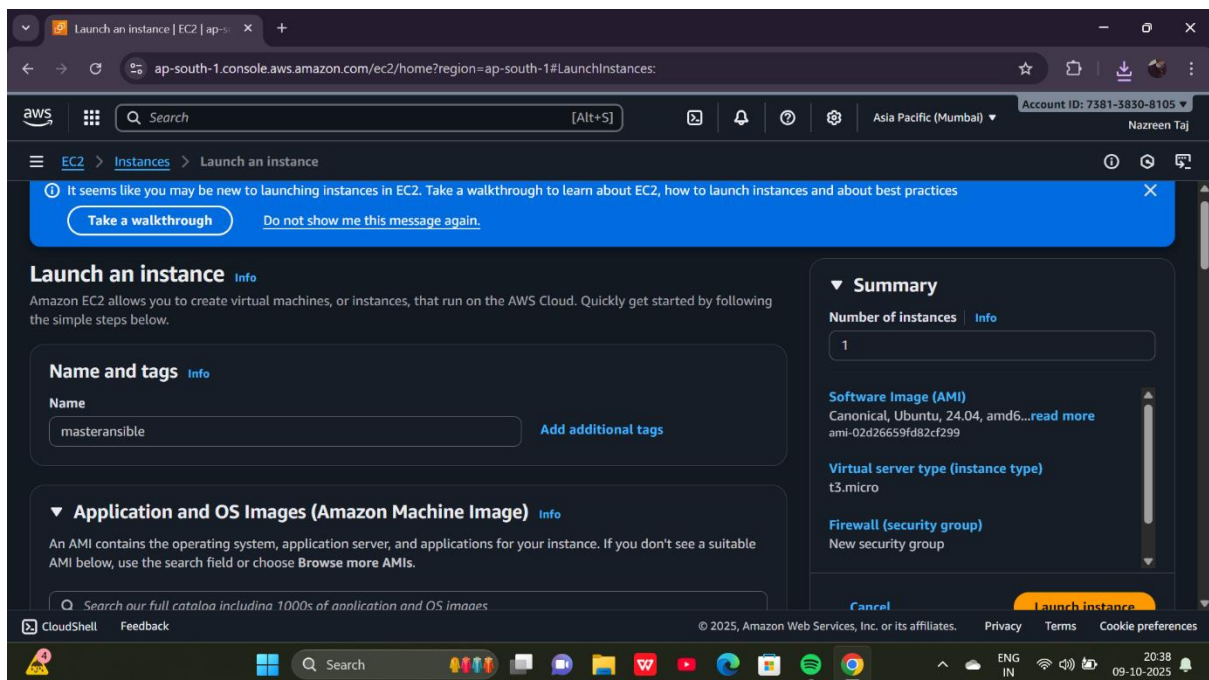 Launch an instance | EC2 | ap-s
ap-south-1.console.aws.amazon.com/ec2/home?region=ap-south-1#LaunchInstances:
aws
Search
[Alt+S]
Asia Pacific (Mumbai)
Account ID: 7381-3830-8105
Nazreen Taj
EC2 > Instances > Launch an instance
It seems like you may be new to launching instances in EC2. Take a walkthrough to learn about EC2, how to launch instances and about best practices
Take a walkthrough
Do not show me this message again.
Launch an instance Info
Amazon EC2 allows you to create virtual machines, or instances, that run on the AWS Cloud. Quickly get started by following
the simple steps below.
Name and tags Info
Name
masteransible
Add additional tags
Application and OS Images (Amazon Machine Image) Info
An AMI contains the operating system, application server, and applications for your instance. If you don't see a suitable
AMI below, use the search field or choose Browse more AMIs.
Search our full catalog including 1000s of application and OS images
Summary
Number of instances | Info
1
Software Image (AMI)
Canonical, Ubuntu, 24.04, amd6...read more
ami-02d26659fd82cf299
Virtual server type (instance type)
t3.micro
Firewall (security group)
New security group
Cancel
Launch instance
CloudShell
Feedback
© 2025, Amazon Web Services, Inc. or its affiliates.
Privacy
Terms
Cookie preferences
4
Search
W
ENG
IN
20:38
09-10-2025